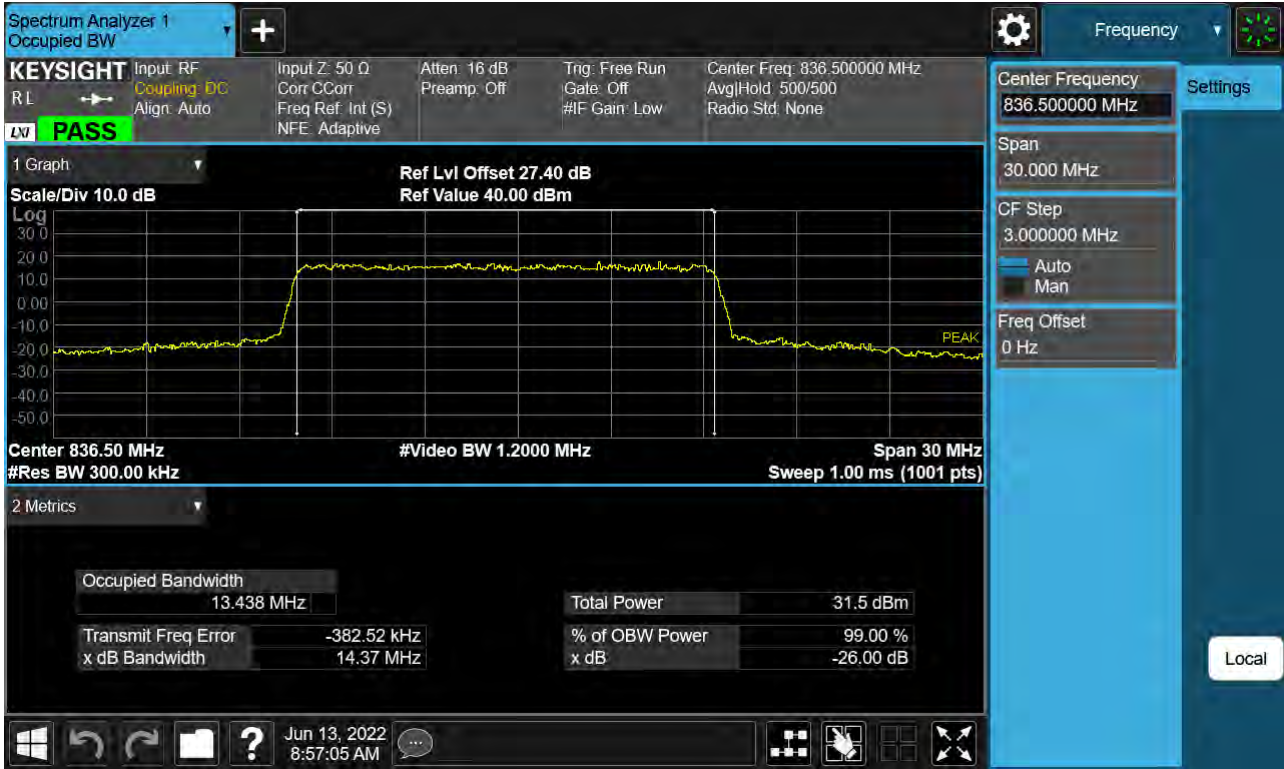 Spectrum Analyzer 1
Occupied BW
+
Frequency
KEYSIGHT
R L
LXI
PASS
Input: RF
Coupling: DC
Align: Auto
Input Z: 50 Ω
Corr CCorr
Freq Ref: Int (S)
NFE: Adaptive
Atten: 16 dB
Preamp: Off
Trig: Free Run
Gate: Off
#IF Gain: Low
Center Freq: 836.500000 MHz
Avg|Hold: 500/500
Radio Std: None
Center Frequency
836.500000 MHz
Settings
Span
30.000 MHz
CF Step
3.000000 MHz
Auto
Man
Freq Offset
0 Hz
Local
1 Graph
Scale/Div 10.0 dB
Ref Lvl Offset 27.40 dB
Ref Value 40.00 dBm
Log
30.0
20.0
10.0
0.00
-10.0
-20.0
-30.0
-40.0
-50.0
PEAK
Center 836.50 MHz
#Video BW 1.2000 MHz
Span 30 MHz
#Res BW 300.00 kHz
Sweep 1.00 ms (1001 pts)
2 Metrics
Occupied Bandwidth
13.438 MHz
Total Power 31.5 dBm
Transmit Freq Error -382.52 kHz
% of OBW Power 99.00 %
x dB Bandwidth 14.37 MHz
x dB -26.00 dB
?
Jun 13, 2022
8:57:05 AM